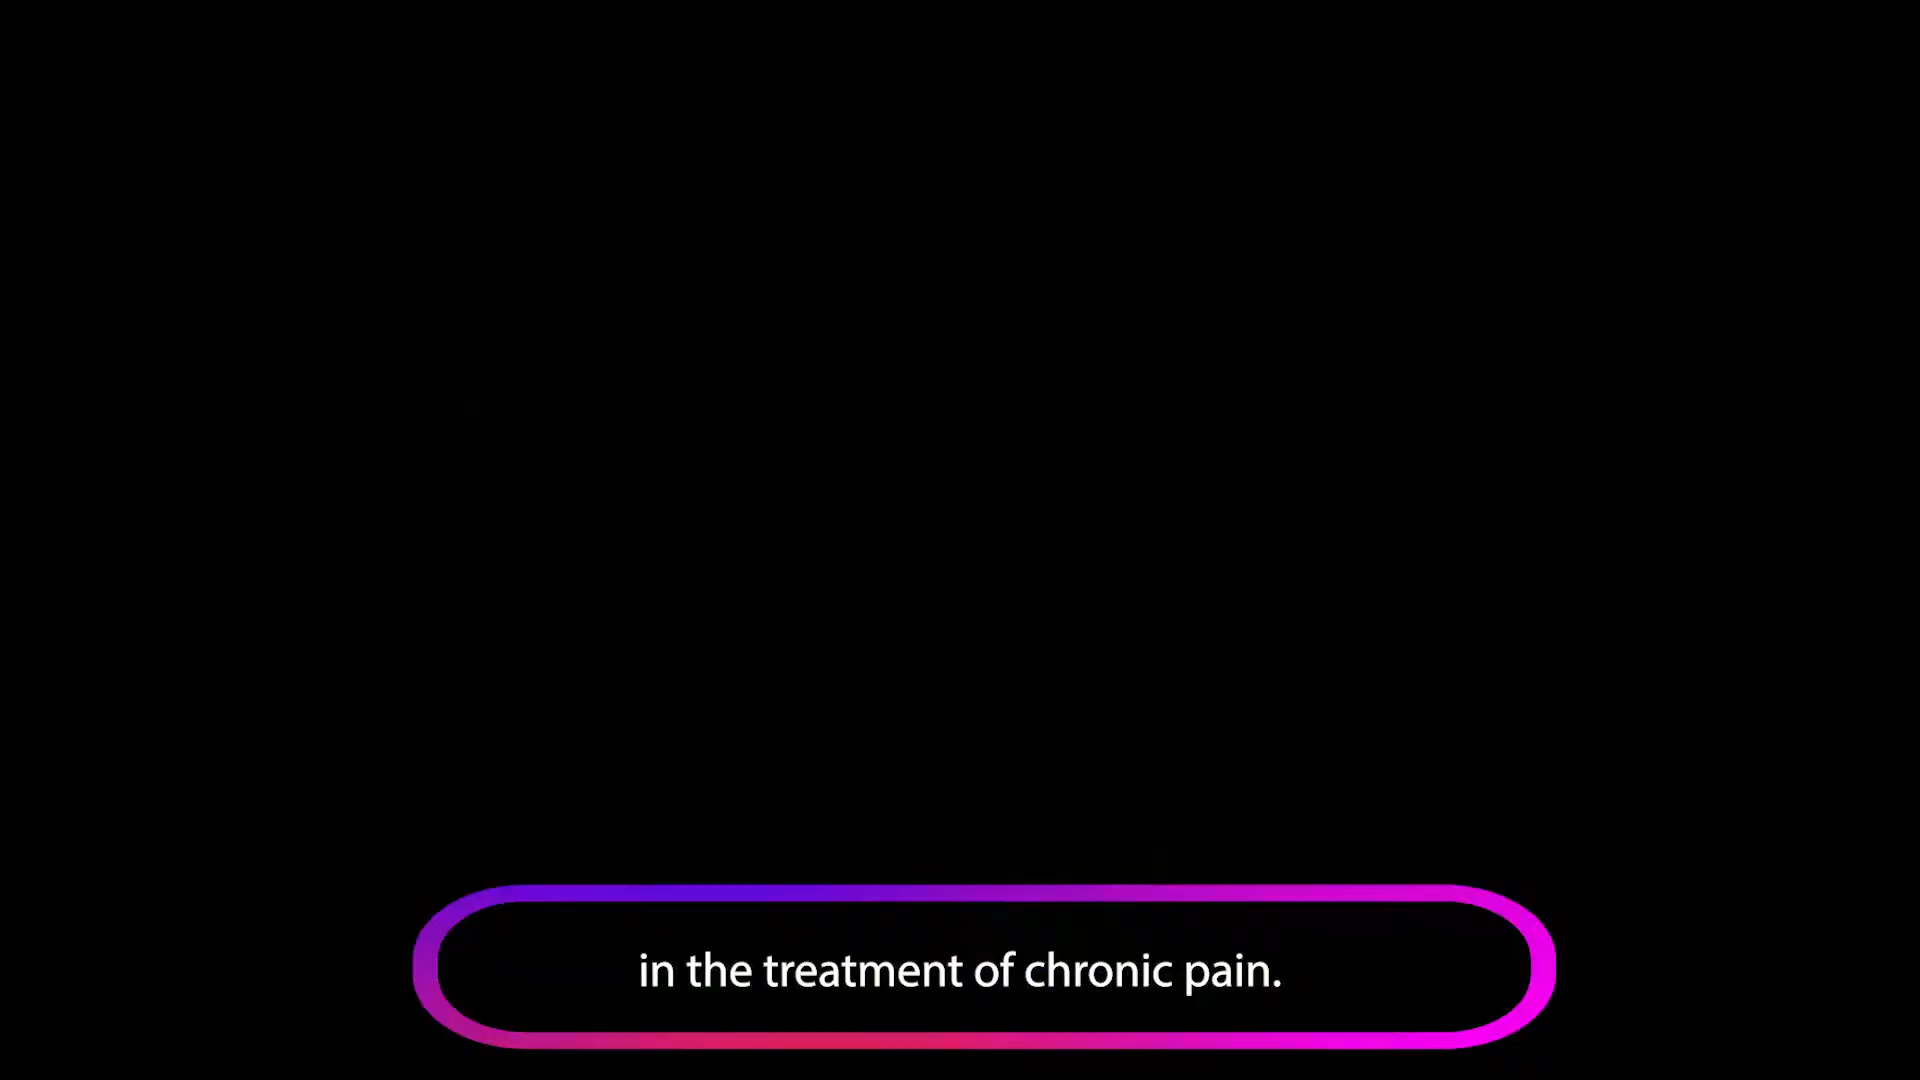 in the treatment of chronic pain.